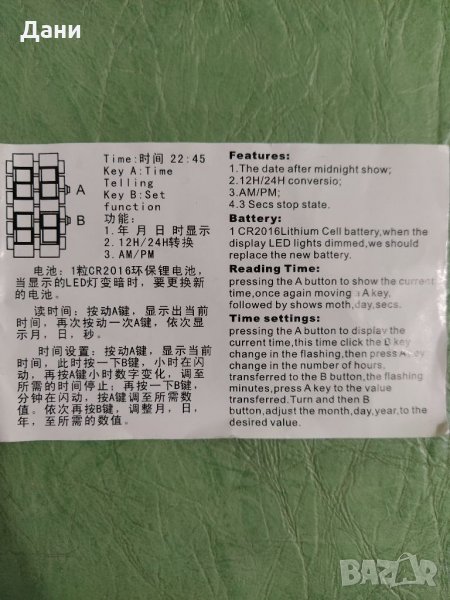 Дани
Time:时间 22:45
Key A:Time
Telling
Key B:Set
function
功能:
1.年 月 日 时显示
2.12H/24H转换
3.AM/PM
A
B
电池: 1粒CR2016环保锂电池,
当显示的LED灯变暗时, 要更换新
的电池。
读时间: 按动A键, 显示出当前
时间, 再次按动一次A键, 依次显
示月, 日, 秒。
时间设置: 按动A键, 显示当前
时间, 此时按一下B键, 小时在闪
动, 再按A键小时数字变化, 调至
所需的时间停止; 再按一下B键,
分钟在闪动, 按A键调至所需数
值。依次再按B键, 调整月, 日,
年, 至所需的数值。
Features:
1.The date after midnight show;
2.12H/24H conversio;
3.AM/PM;
4.3 Secs stop state.
Battery:
1 CR2016Lithium Cell battery,when the
display LED lights dimmed,we should
replace the new battery.
Reading Time:
pressing the A button to show the current
time,once again moving a A key,
followed by shows moth,day,secs.
Time settings:
pressing the A button to display the
current time,this time click the B key
change in the flashing,then press A key
change in the number of hours,
transferred to the B button,the flashing
minutes,press A key to the value
transferred.Turn and then B
button,adjust the month,day,year,to the
desired value.
BAZAR